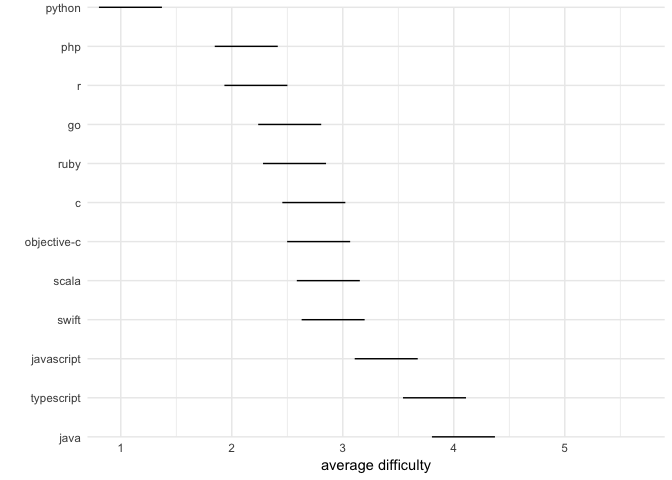 python
php
r
go
ruby
c
objective-c
scala
swift
javascript
typescript
java
1 2 3 4 5
average difficulty